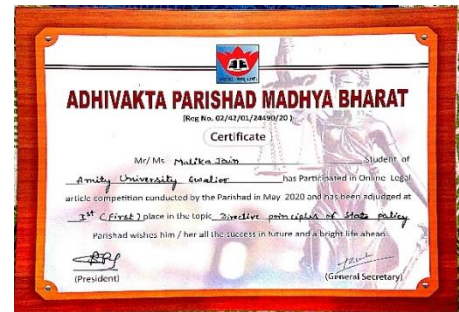 ADHIVAKTA PARISHAD MADHYA BHARAT
(Reg No. 02/42/01/24490/20)
Certificate
Mr/ Ms Malika Jain Student of
Amity University Gwalior has Participated in Online Legal
article competition conducted by the Parishad in May 2020 and has been adjudged at
1st (First) place in the topic Directive principles of State policy
Parishad wishes him / her all the success in future and a bright life ahead.
(President) (General Secretary)